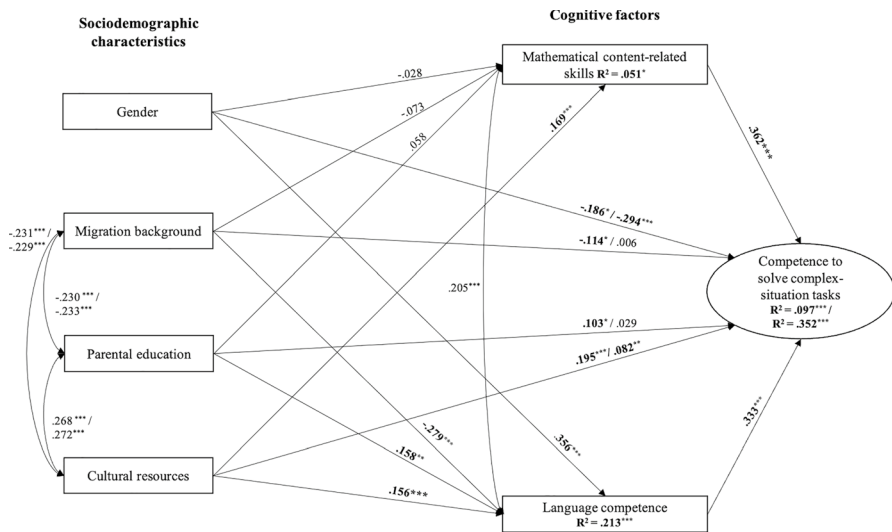 Sociodemographic
characteristics
Cognitive factors
Mathematical content-related
skills R² = .051*
Gender
-.028
-.073
.058
.169***
.362***
-.186* / -.294***
Migration background
-.231*** /
-.229***
-.114* / .006
Competence to
solve complex-
situation tasks
R² = .097*** /
R² = .352***
.205***
-.230*** /
-.233***
.103* / .029
.195*** / .082**
Parental education
.268*** /
.272***
-.279***
.356***
.333***
.158**
Cultural resources
.156***
Language competence
R² = .213***